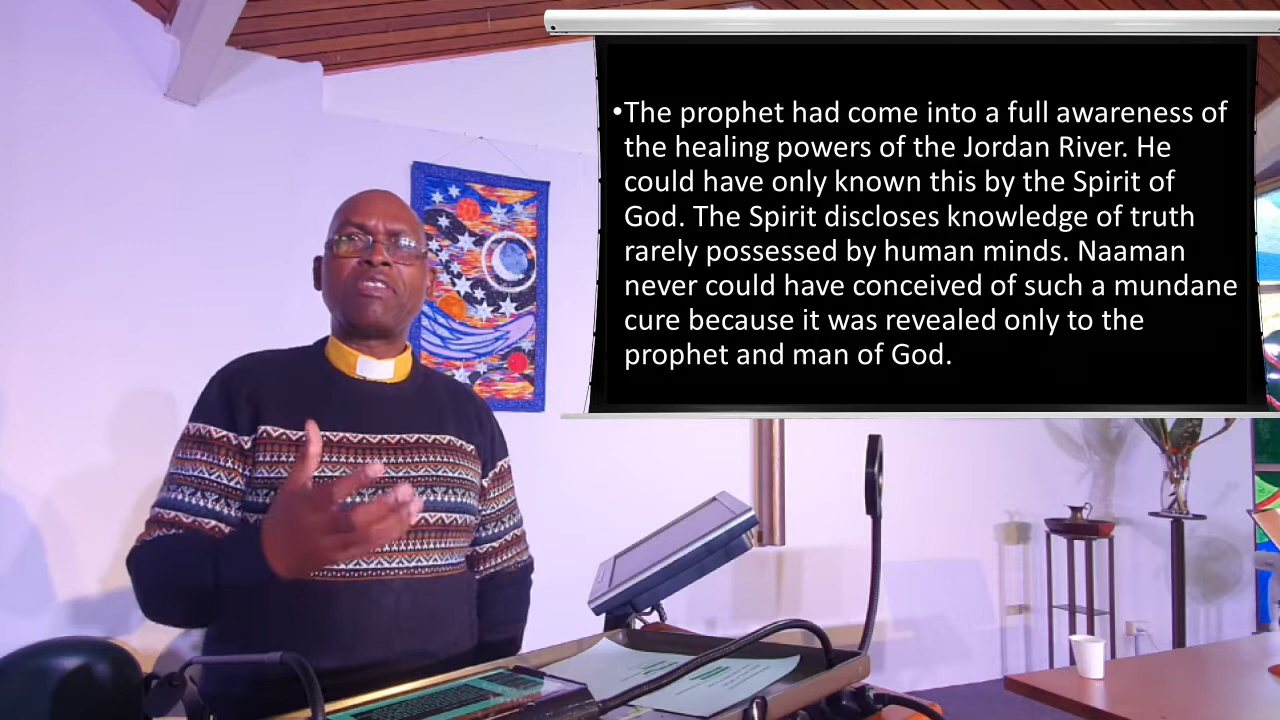 •The prophet had come into a full awareness of
the healing powers of the Jordan River. He
could have only known this by the Spirit of
God. The Spirit discloses knowledge of truth
rarely possessed by human minds. Naaman
never could have conceived of such a mundane
cure because it was revealed only to the
prophet and man of God.